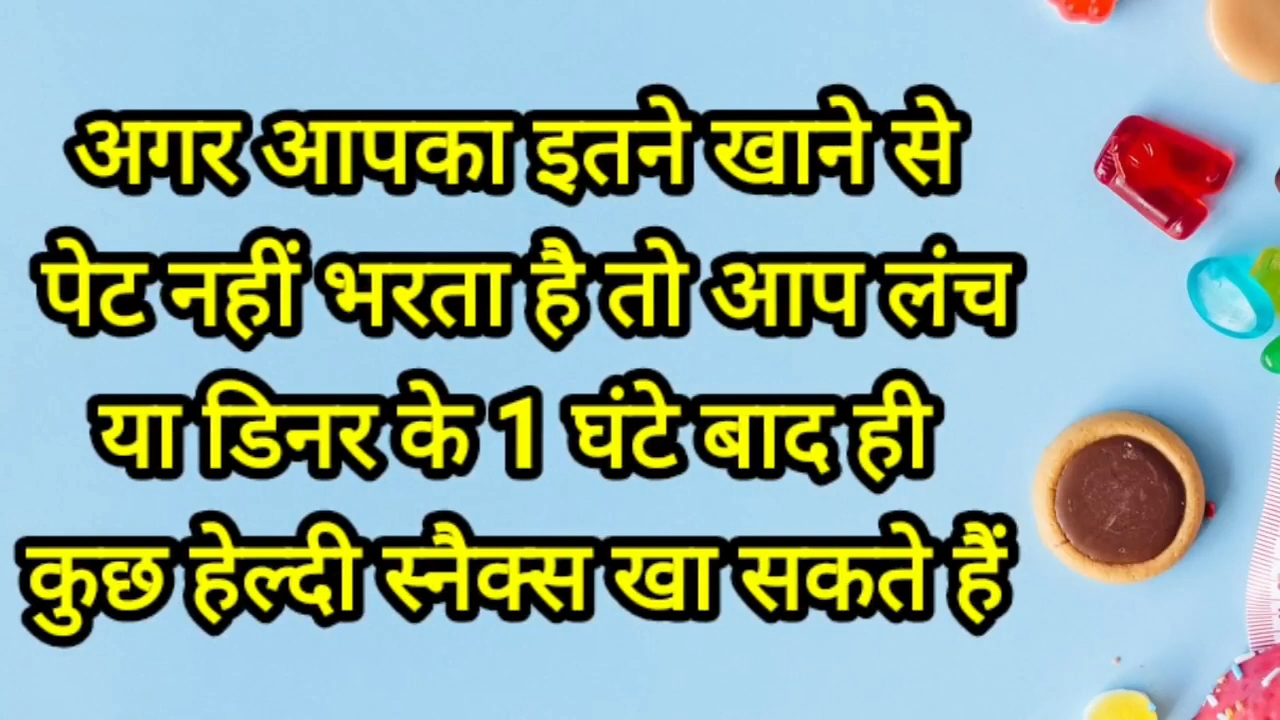 अगर आपका इतने खाने से
पेट नहीं भरता है तो आप लंच
या डिनर के 1 घंटे बाद ही
कुछ हेल्दी स्नैक्स खा सकते हैं